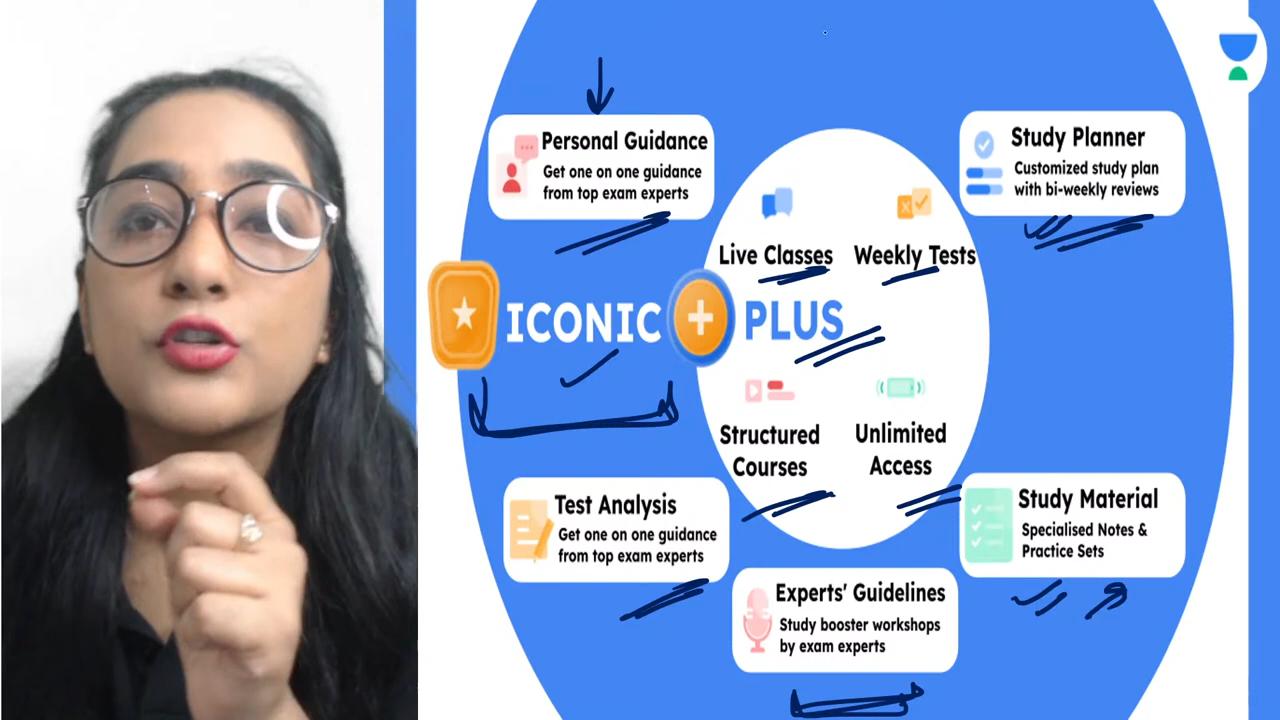 Personal Guidance
Get one on one guidance
from top exam experts
Study Planner
Customized study plan
with bi-weekly reviews
Live Classes
Weekly Tests
ICONIC
PLUS
Structured
Courses
Unlimited
Access
Test Analysis
Get one on one guidance
from top exam experts
Study Material
Specialised Notes &
Practice Sets
Experts' Guidelines
Study booster workshops
by exam experts